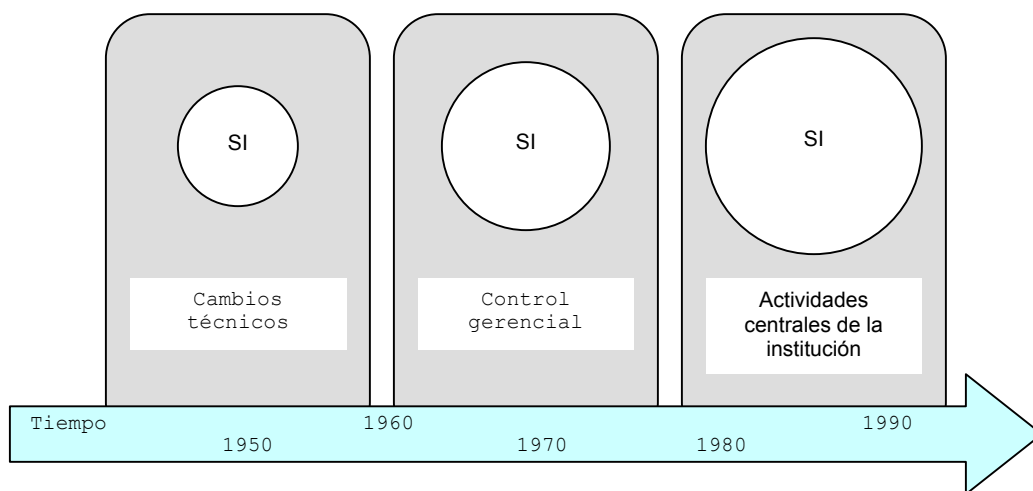 SI
SI
SI
Cambios
técnicos
Control
gerencial
Actividades
centrales de la
institución
Tiempo
1960
1990
1950
1970
1980